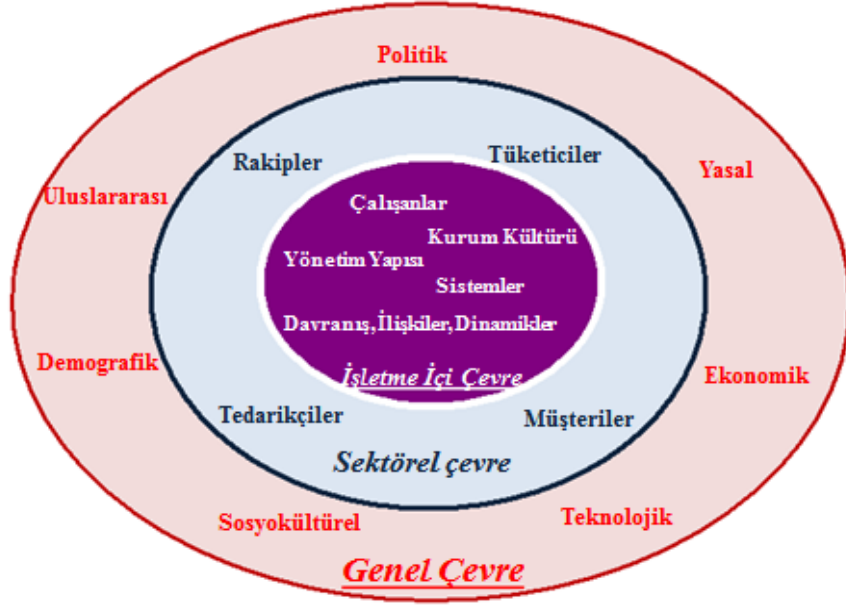 Politik
Rakipler
Tüketiciler
Yasal
Uluslararası
Çalışanlar
Kurum Kültürü
Yönetim Yapısı
Sistemler
Davranış,İlişkiler,Dinamikler
Demografik
İşletme İçi Çevre
Ekonomik
Tedarikçiler
Müşteriler
Sektörel çevre
Sosyokültürel
Teknolojik
Genel Çevre